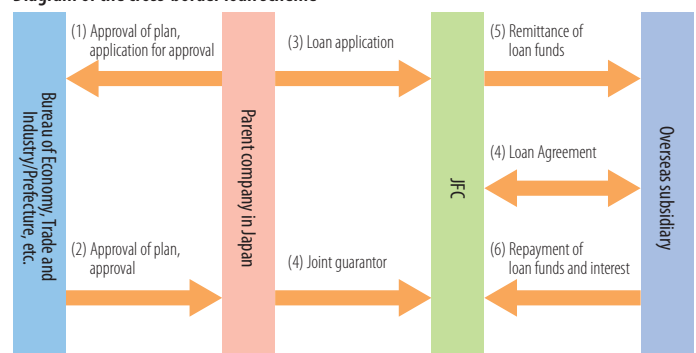 Diagram of the cross-border loan scheme
(1) Approval of plan,
application for approval
(3) Loan application
(5) Remittance of
loan funds
Bureau of Economy, Trade and
Industry/Prefecture, etc.
Parent company in Japan
JFC
(4) Loan Agreement
Overseas subsidiary
(2) Approval of plan,
approval
(4) Joint guarantor
(6) Repayment of
loan funds and interest